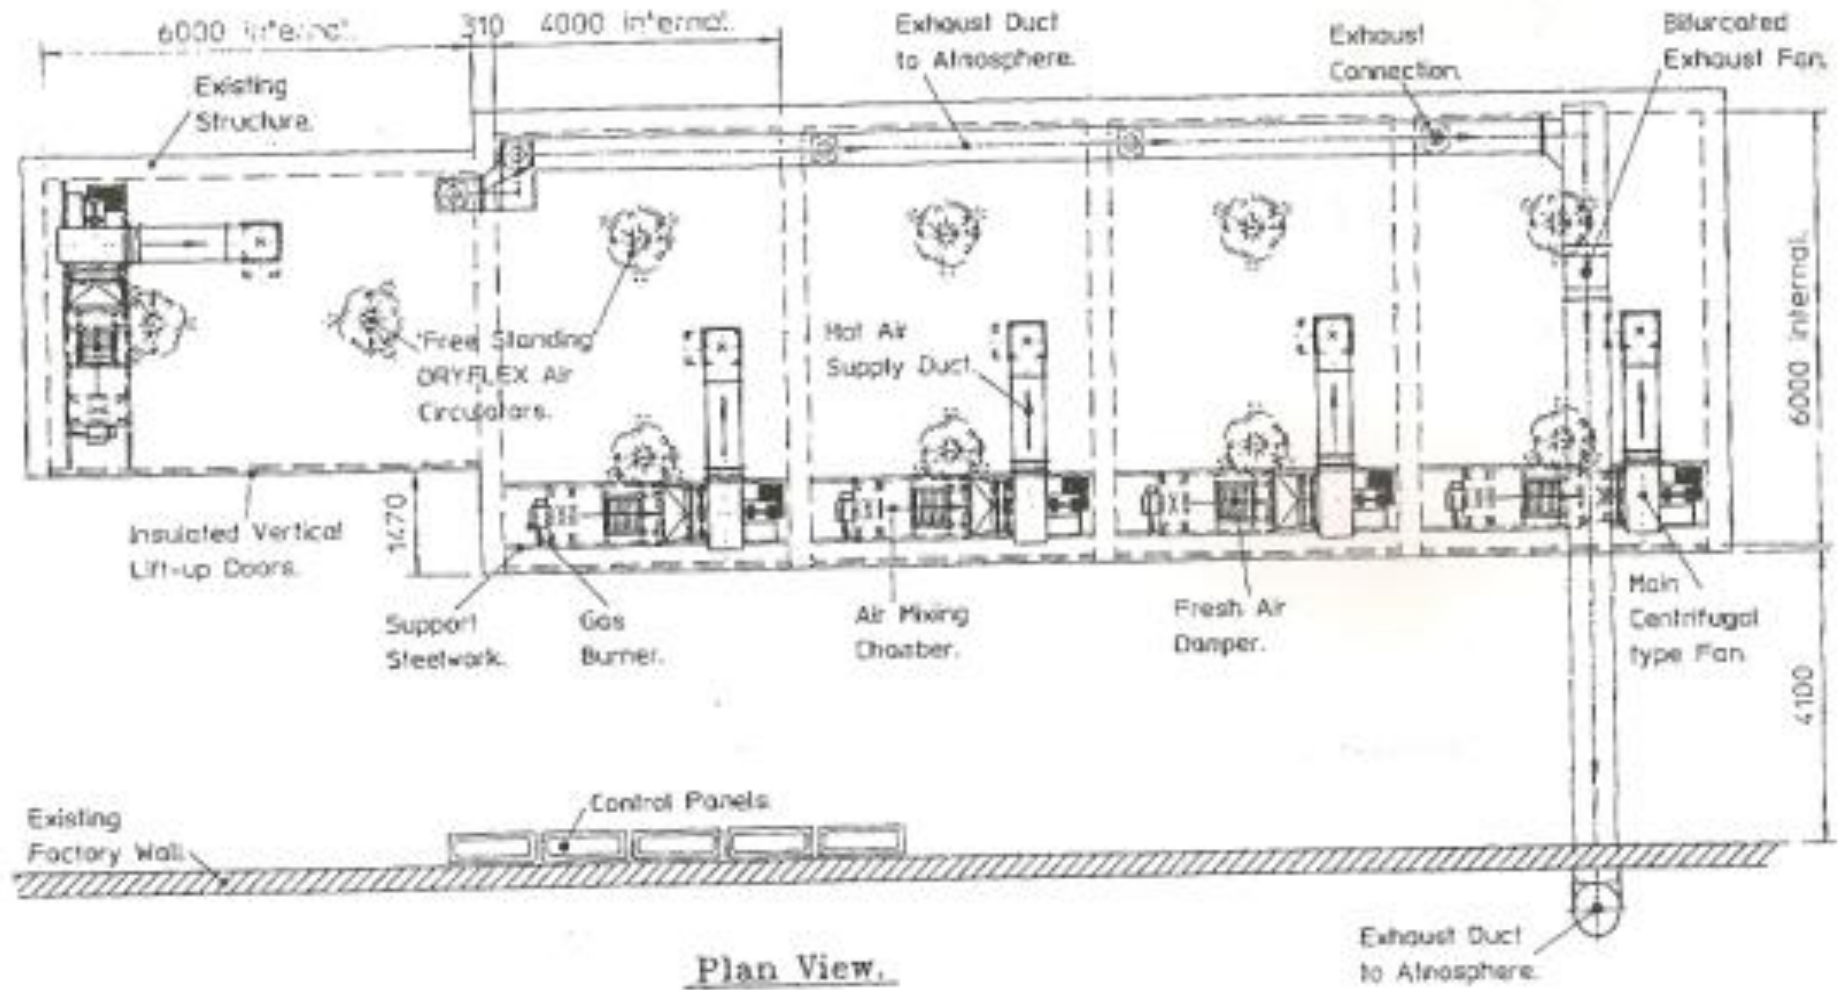 6000 internal.
310
4000 internal.
Exhaust Duct
to Atmosphere.
Exhaust
Connection.
Bifurcated
Exhaust Fan.
Existing
Structure.
6000 internal.
'Free Standing
DRYFLEX Air
Circulators.
Hot Air
Supply Duct
1470
Insulated Vertical
Lift-up Doors.
Support
Steelwork.
Gas
Burner.
Air Mixing
Chamber.
Fresh Air
Damper.
Main
Centrifugal
type Fan
4100
Control Panels
Existing
Factory Wall
Exhaust Duct
to Atmosphere.
Plan View.